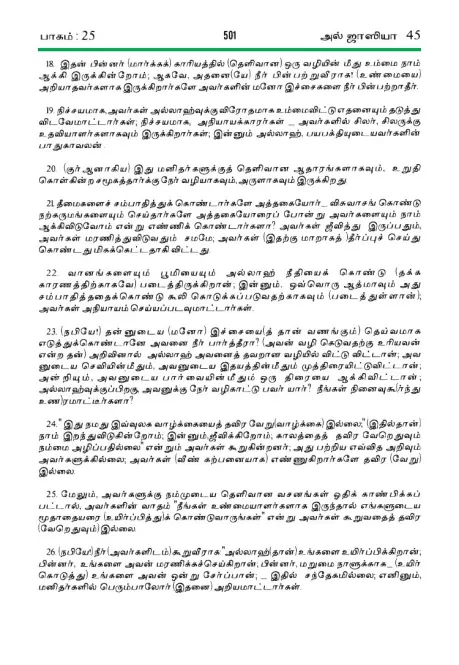 பாகம் : 25 501 அல் ஜாஸியா 45
18. இதன் பின்னர் (மார்க்கக்) காரியத்தில் (தெளிவான) ஒரு வழியின் மீது உம்மை நாம்
ஆக்கி இருக்கின்றோம்; ஆகவே, அதனை(யே) நீர் பின்பற்றுவீராக! (உண்மையை)
அறியாதவர்களாக இருக்கிறார்களே அவர்களின் மனோ இச்சைகளை நீர் பின்பற்றாதீர்.
19. நிச்சயமாக, அவர்கள் அல்லாஹ்வுக்கு விரோதமாக உம்மைவிட்டு எதனையும் தடுத்து
விடவேமாட்டார்கள்; நிச்சயமாக, அநியாயக்காரர்கள் _ அவர்களில் சிலர், சிலருக்கு
உதவியாளர்களாகவும் இருக்கிறார்கள்; இன்னும் அல்லாஹ், பயபக்தியுடையவர்களின்
பாதுகாவலன்.
20. (குர்ஆனாகிய) இது மனிதர்களுக்குத் தெளிவான ஆதாரங்களாகவும், உறுதி
கொள்கின்ற சமூகத்தார்க்கு நேர் வழியாகவும், அருளாகவும் இருக்கிறது.
21. தீமைகளைச் சம்பாதித்துக் கொண்டார்களே அத்தகையோர்_ விசுவாசங் கொண்டு
நற்கருமங்களையும் செய்தார்களே அத்தகையோரைப் போன்று அவர்களையும் நாம்
ஆக்கிவிடுவோம் என்று எண்ணிக் கொண்டார்களா? அவர்கள் ஜீவித்து இருப்பதும்,
அவர்கள் மரணித்துவிடுவதும் சமமே; அவர்கள் (இதற்கு மாறாகத் )தீர்ப்புச் செய்து
கொண்டது மிகக்கெட்டதாகி விட்டது.
22. வானங்களையும் பூமியையும் அல்லாஹ் நீதியைக் கொண்டு (தக்க
காரணத்திற்காகவே) படைத்திருக்கிறான்; இன்னும், ஒவ்வொரு ஆத்மாவும் அது
சம்பாதித்ததைக்கொண்டு கூலி கொடுக்கப்படுவதற்காகவும் (படைத்துள்ளான்);
அவர்கள் அநியாயம் செய்யப்படவுமாட்டார்கள்.
23. (நபியே!) தன்னுடைய (மனோ) இச்சையை(த் தான் வணங்கும்) தெய்வமாக
எடுத்துக்கொண்டானே அவனை நீர் பார்த்தீரா? (அவன் வழி கெடுவதற்கு உரியவன்
என்ற தன்) அறிவினால் அல்லாஹ் அவனைத் தவறான வழியில் விட்டு விட்டான்; அவ
னுடைய செவியின்மீதும், அவனுடைய இதயத்தின்மீதும் முத்திரையிட்டுவிட்டான்;
அன்றியும், அவனுடைய பார்வையின்மீதும் ஒரு திரையை ஆக்கிவிட்டான்;
அல்லாஹ்வுக்குப்பிறகு அவனுக்கு நேர் வழிகாட்டுபவர் யார்? நீங்கள் நினைவுகூர்ந்து
உணரமாட்டீர்களா?
24. " இது நமது இவ்வுலக வாழ்க்கையைத் தவிர வேறு(வாழ்க்கை) இல்லை; "(இதில்தான்)
நாம் இறந்துவிடுகின்றோம்; இன்னும், ஜீவிக்கிறோம்; காலத்தைத் தவிர வேறெதுவும்
நம்மை அழிப்பதில்லை" என்றும் அவர்கள் கூறுகின்றனர்; அது பற்றிய எவ்வித அறிவும்
அவர்களுக்கில்லை; அவர்கள் (வீண் கற்பனையாக) எண்ணுகிறார்களே தவிர (வேறு)
இல்லை.
25. மேலும், அவர்களுக்கு நம்முடைய தெளிவான வசனங்கள் ஓதிக் காண்பிக்கப்
பட்டால், அவர்களின் வாதம் "நீங்கள் உண்மையாளர்களாக இருந்தால் எங்களுடைய
மூதாதையரை (உயிர்ப்பித்து)க் கொண்டுவாருங்கள்" என்று அவர்கள் கூறுவதைத் தவிர
(வேறெதுவும்) இல்லை.
26. (நபியே!) நீர் (அவர்களிடம்) கூறுவீராக: "அல்லாஹ்(தான்) உங்களை உயிர்ப்பிக்கிறான்;
பின்னர், உங்களை அவன் மரணிக்கச்செய்கிறான்; பின்னர், மறுமை நாளுக்காக_ (உயிர்
கொடுத்து) உங்களை அவன் ஒன்று சேர்ப்பான்; _ இதில் சந்தேகமில்லை; எனினும்,
மனிதர்களில் பெரும்பாலோர் (இதனை) அறியமாட்டார்கள்.